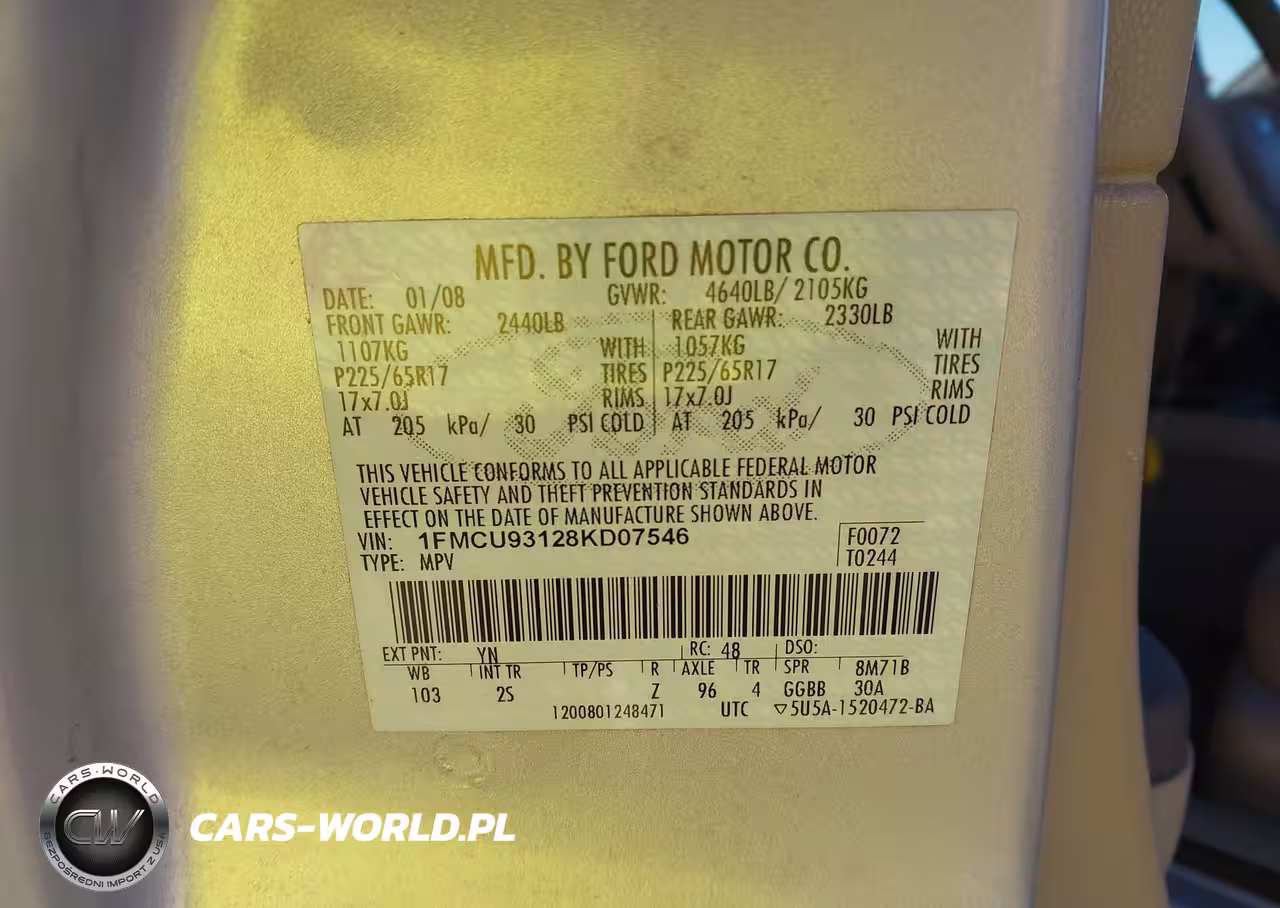 MFD. BY FORD MOTOR CO.
DATE: 01/08 GVWR: 4640LB/ 2105KG
FRONT GAWR: 2440LB REAR GAWR: 2330LB
1107KG WITH 1057KG WITH
P225/65R17 TIRES P225/65R17 TIRES
17x7.0J RIMS 17x7.0J RIMS
AT 205 kPa/ 30 PSI COLD AT 205 kPa/ 30 PSI COLD
THIS VEHICLE CONFORMS TO ALL APPLICABLE FEDERAL MOTOR
VEHICLE SAFETY AND THEFT PREVENTION STANDARDS IN
EFFECT ON THE DATE OF MANUFACTURE SHOWN ABOVE.
VIN: 1FMCU93128KD07546 F0072
TYPE: MPV T0244
EXT PNT: YN RC: 48 DSO:
WB INT TR TP/PS R AXLE TR SPR 8M71B
103 2S Z 96 4 GGBB 30A
1200801248471 UTC ▽5U5A-1520472-BA
CARS-WORLD
CW
BEZPOŚREDNI IMPORT Z USA
CARS-WORLD.PL